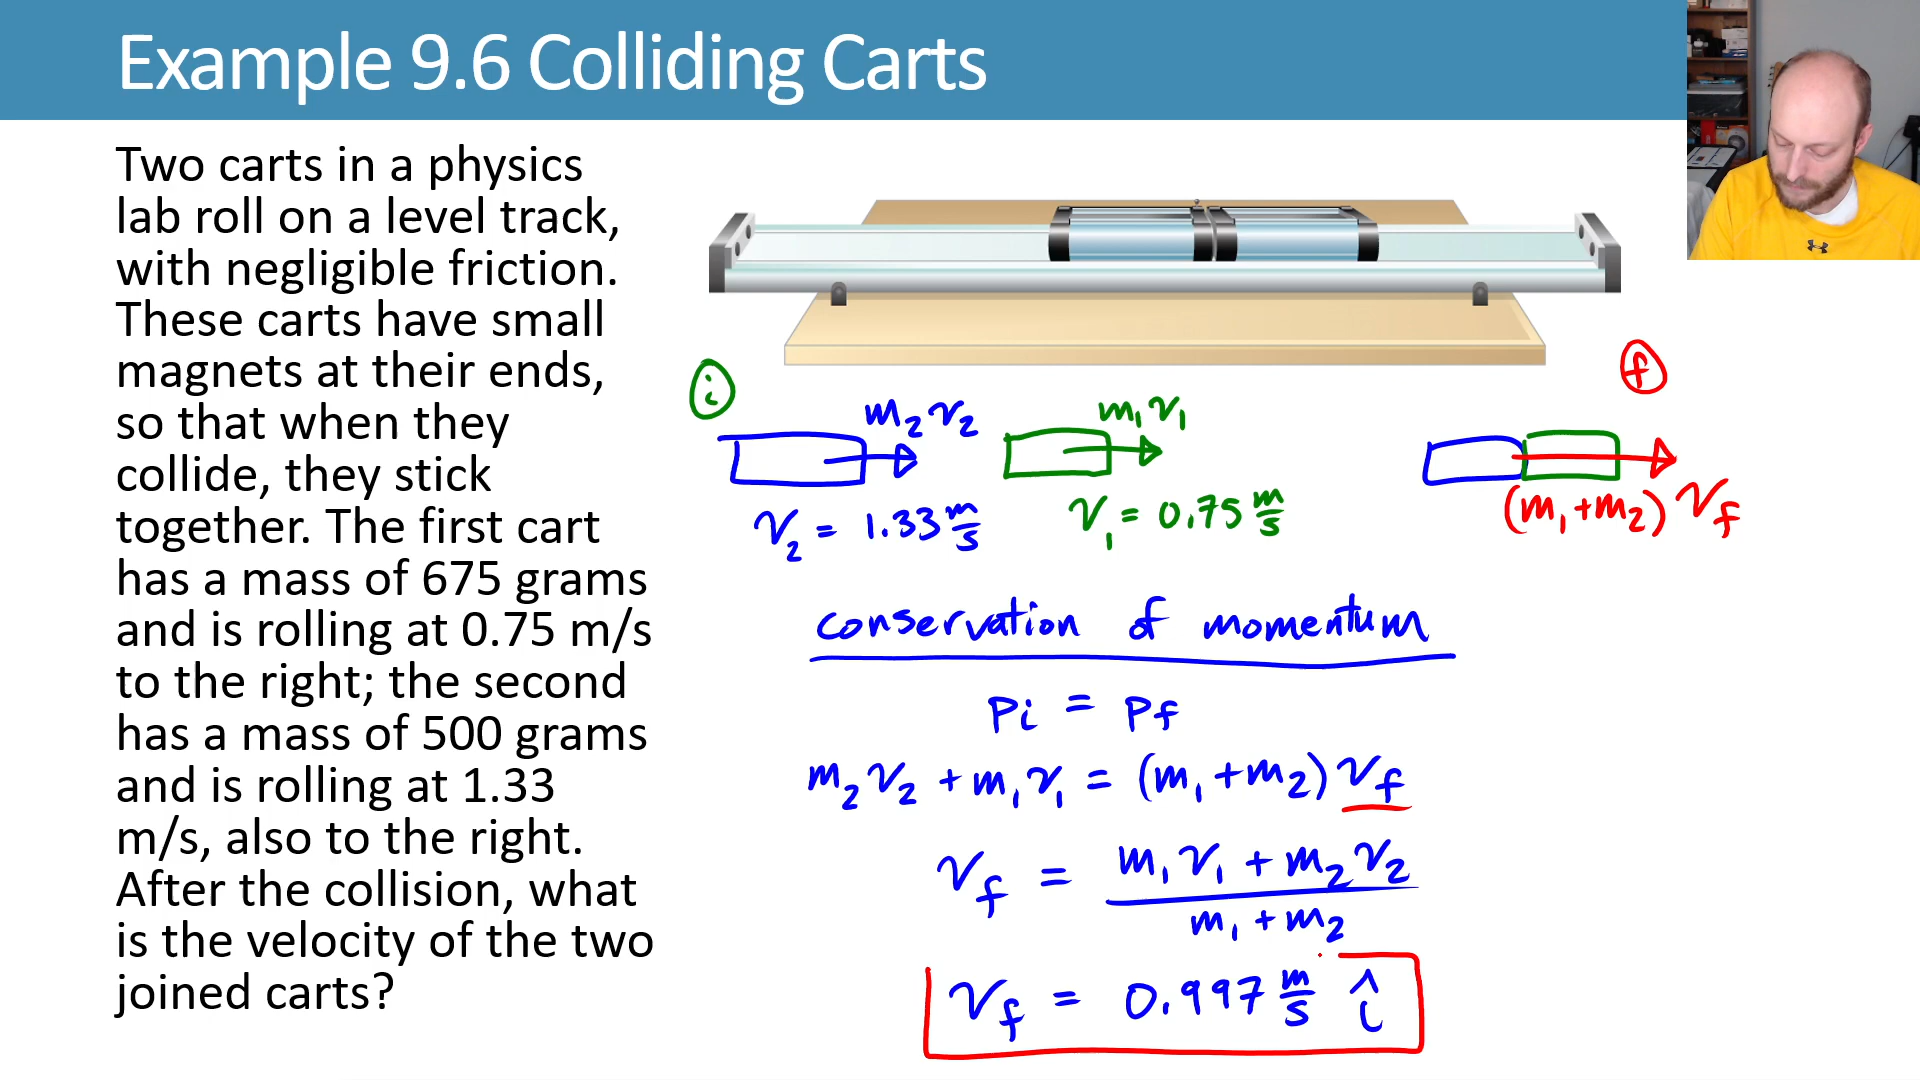 Example 9.6 Colliding Carts
Two carts in a physics
lab roll on a level track,
with negligible friction.
These carts have small
magnets at their ends,
so that when they
collide, they stick
together. The first cart
has a mass of 675 grams
and is rolling at 0.75 m/s
to the right; the second
has a mass of 500 grams
and is rolling at 1.33
m/s, also to the right.
After the collision, what
is the velocity of the two
joined carts?
i
f
m₂v₂
m₁v₁
v₂ = 1.33 m/s
v₁ = 0.75 m/s
(m₁+m₂) v_f
conservation of momentum
Pi = Pf
m₂v₂ + m₁v₁ = (m₁+m₂) v_f
v_f = (m₁v₁ + m₂v₂)/(m₁ + m₂)
v_f = 0.997 m/s î